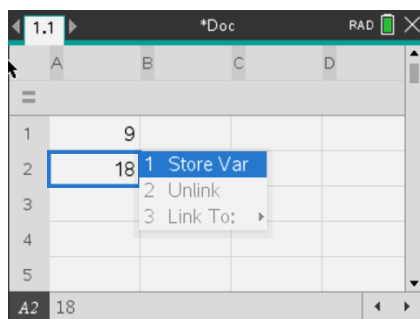 1.1 *Doc RAD
A B C D
=
1 9
2 18
3
4
5
1 Store Var
2 Unlink
3 Link To:
A2 18